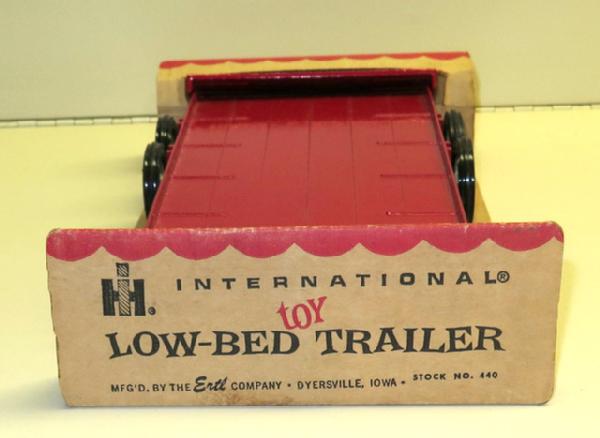 IH®
INTERNATIONAL®
toy
LOW-BED TRAILER
MFG'D. BY THE Ertl COMPANY • DYERSVILLE, IOWA • STOCK NO. 440